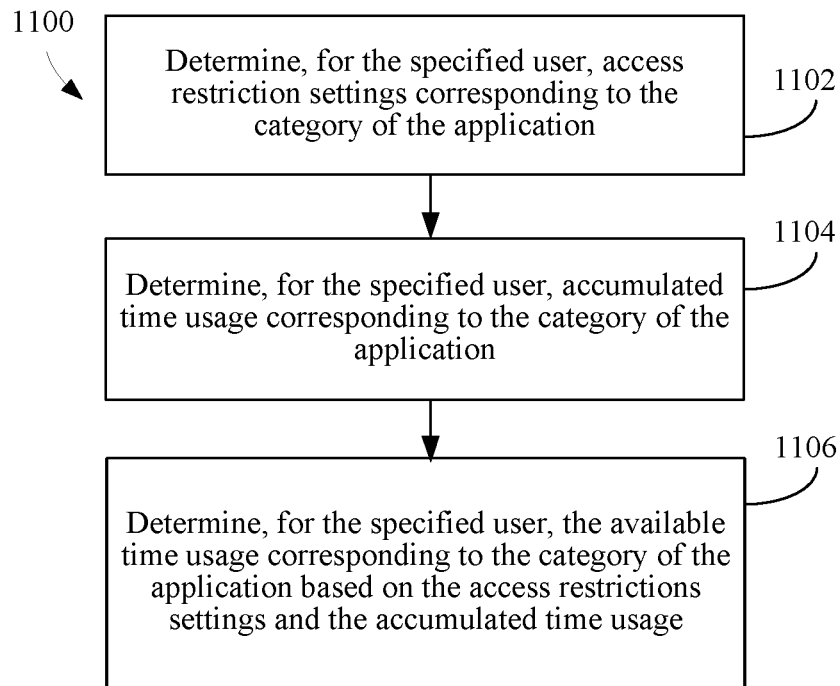 1100
Determine, for the specified user, access
restriction settings corresponding to the
category of the application
1102
Determine, for the specified user, accumulated
time usage corresponding to the category of the
application
1104
Determine, for the specified user, the available
time usage corresponding to the category of the
application based on the access restrictions
settings and the accumulated time usage
1106